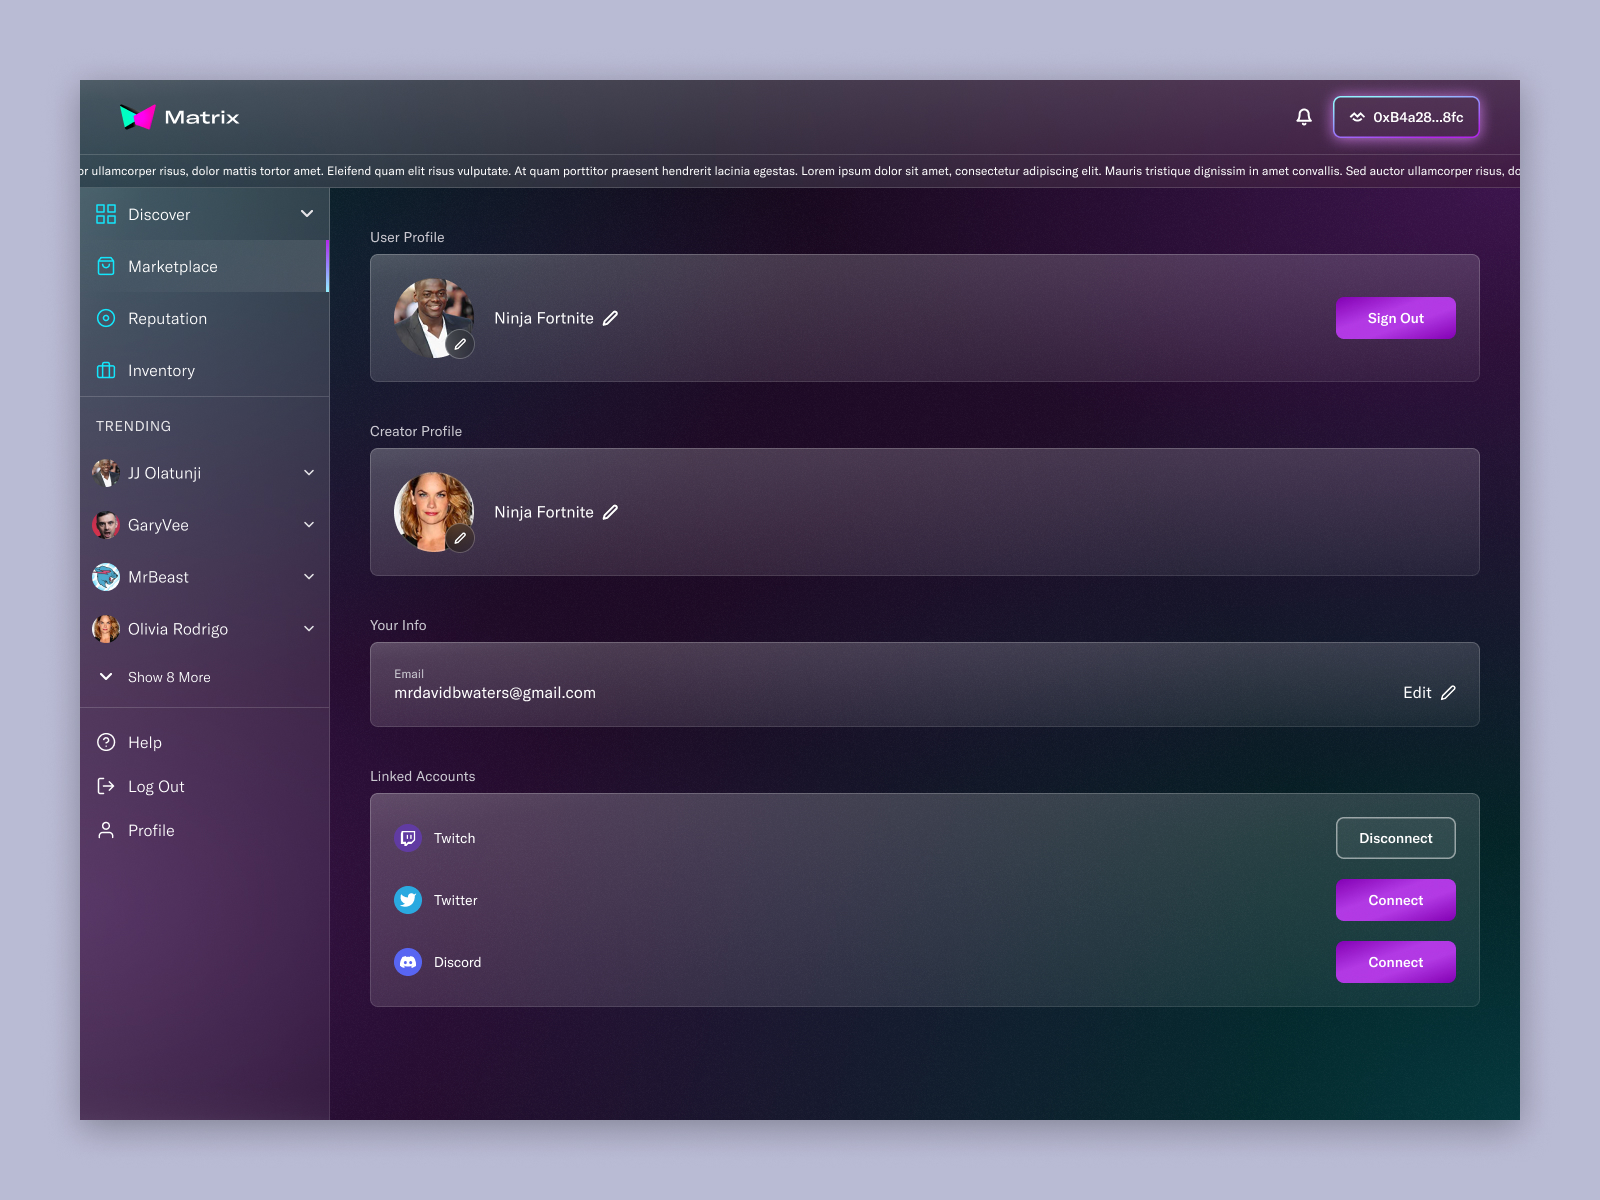 Matrix
0xB4a28...8fc
or ullamcorper risus, dolor mattis tortor amet. Eleifend quam elit risus vulputate. At quam porttitor praesent hendrerit lacinia egestas. Lorem ipsum dolor sit amet, consectetur adipiscing elit. Mauris tristique dignissim in amet convallis. Sed auctor ullamcorper risus, do
Discover
Marketplace
Reputation
Inventory
TRENDING
JJ Olatunji
GaryVee
MrBeast
Olivia Rodrigo
Show 8 More
Help
Log Out
Profile
User Profile
Ninja Fortnite
Sign Out
Creator Profile
Ninja Fortnite
Your Info
Email
mrdavidbwaters@gmail.com
Edit
Linked Accounts
Twitch
Disconnect
Twitter
Connect
Discord
Connect